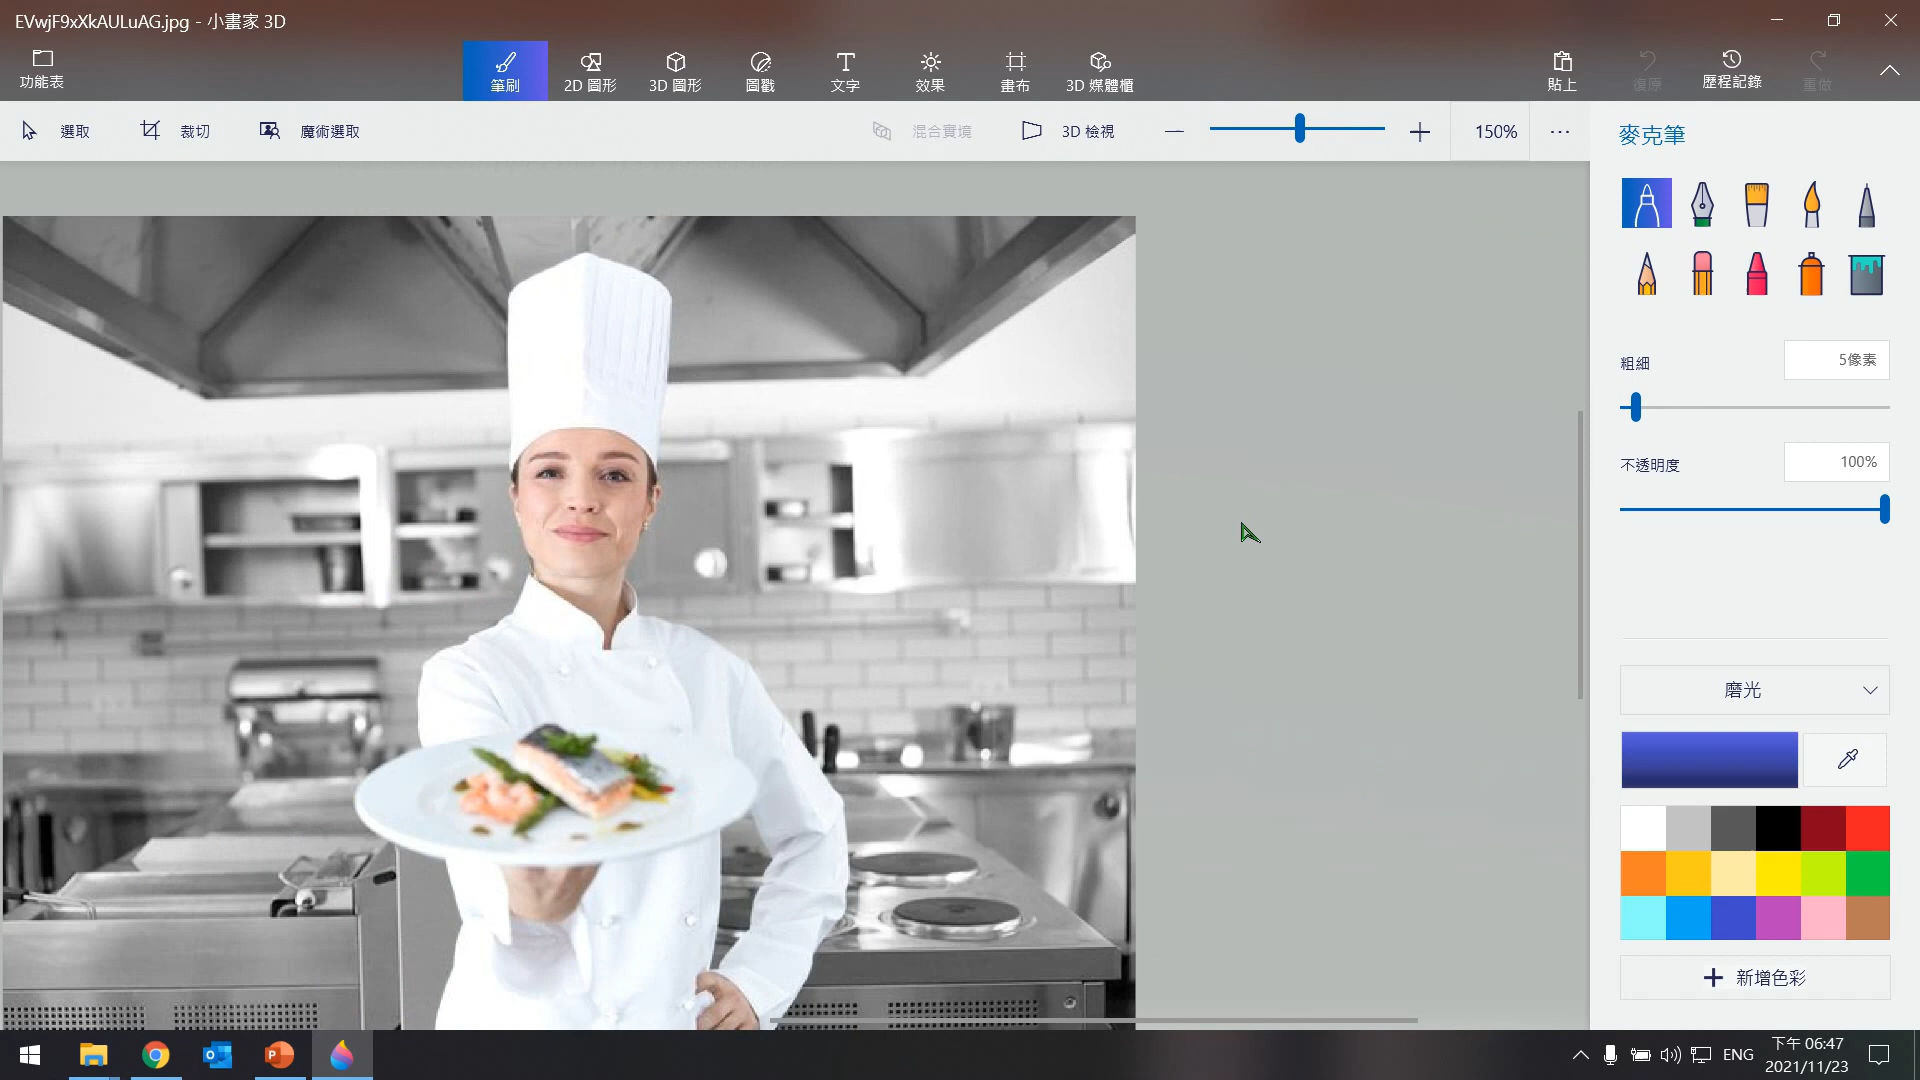 EVwjF9xXkAULuAG.jpg - 小畫家 3D
功能表
筆刷
2D 圖形
3D 圖形
圖戳
文字
效果
畫布
3D 媒體櫃
貼上
復原
歷程記錄
重做
選取
裁切
魔術選取
混合實境
3D 檢視
150%
麥克筆
粗細
5像素
不透明度
100%
磨光
新增色彩
ENG
下午 06:47
2021/11/23